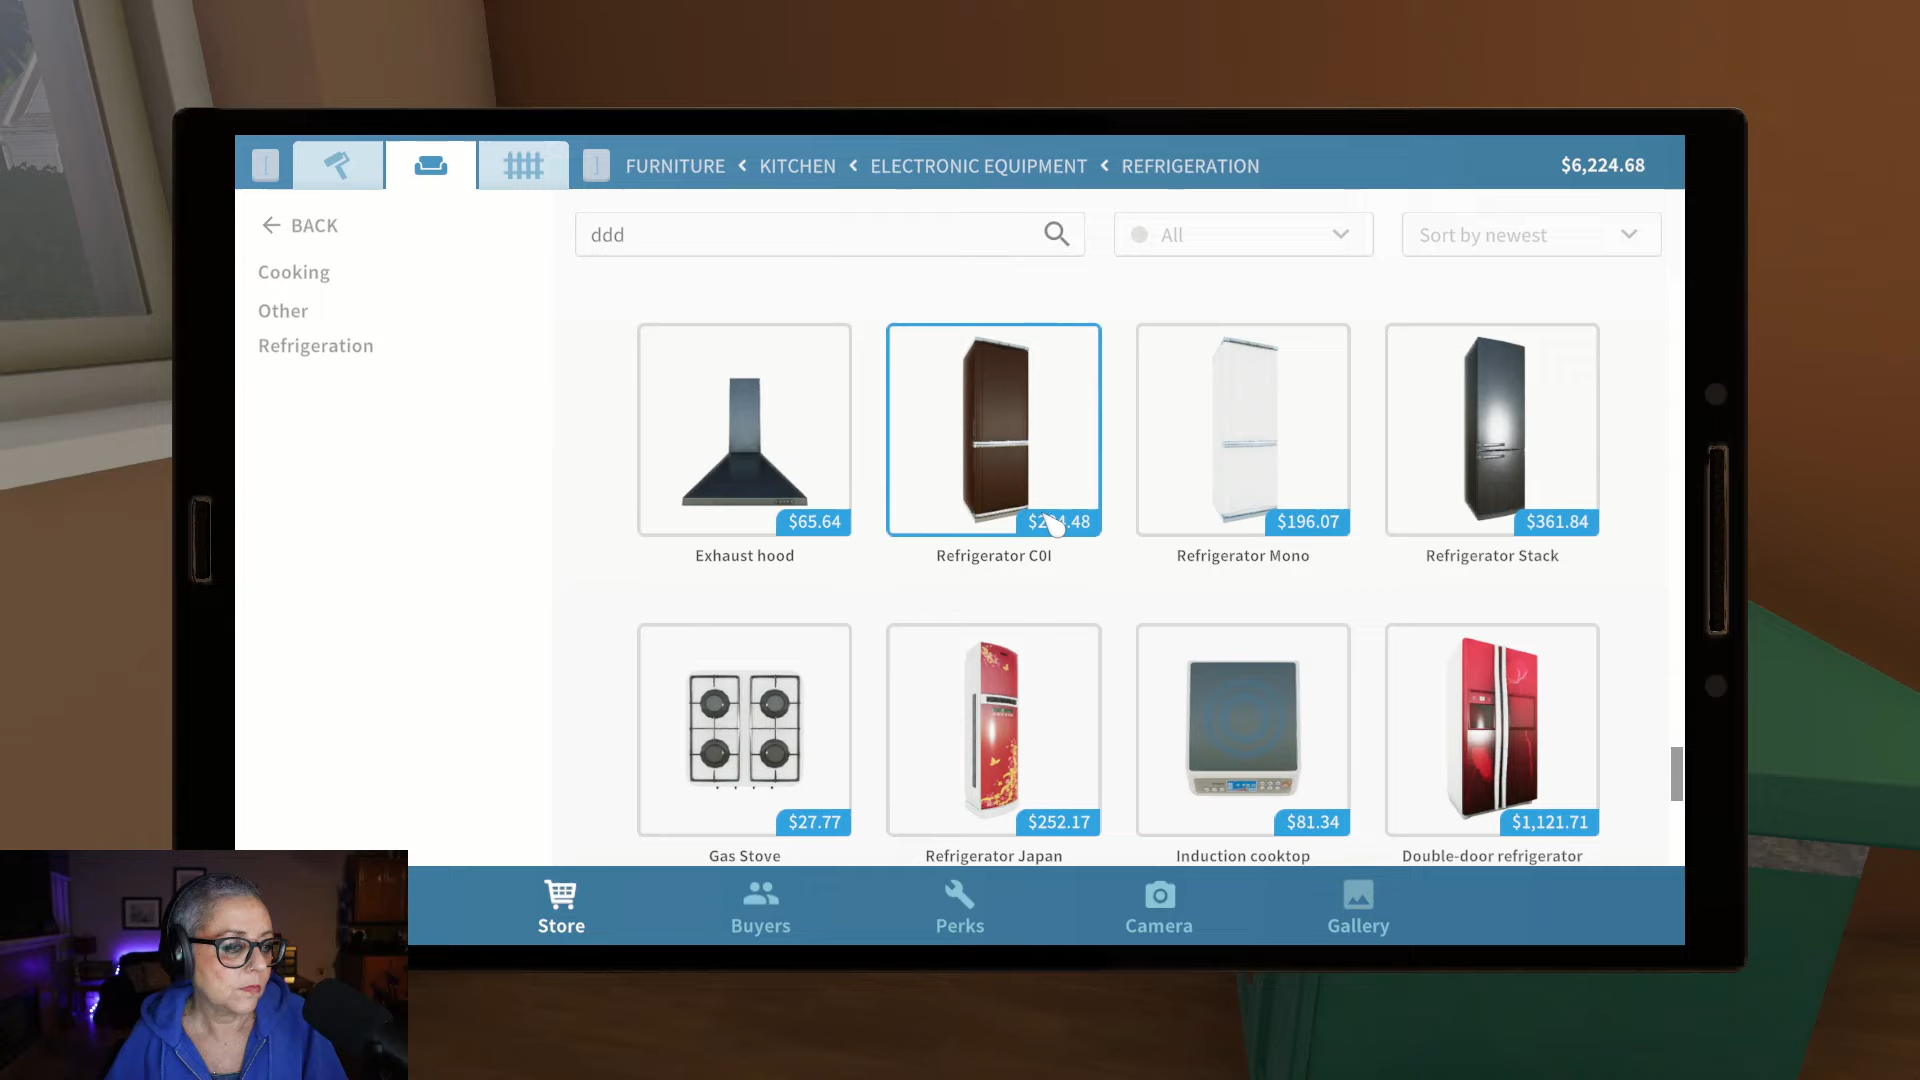 FURNITURE < KITCHEN < ELECTRONIC EQUIPMENT < REFRIGERATION
$6,224.68
BACK
Cooking
Other
Refrigeration
ddd
All
Sort by newest
$65.64
$196.07
$361.84
Exhaust hood
Refrigerator C0I
Refrigerator Mono
Refrigerator Stack
$27.77
$252.17
$81.34
$1,121.71
Gas Stove
Refrigerator Japan
Induction cooktop
Double-door refrigerator
Store
Buyers
Perks
Camera
Gallery